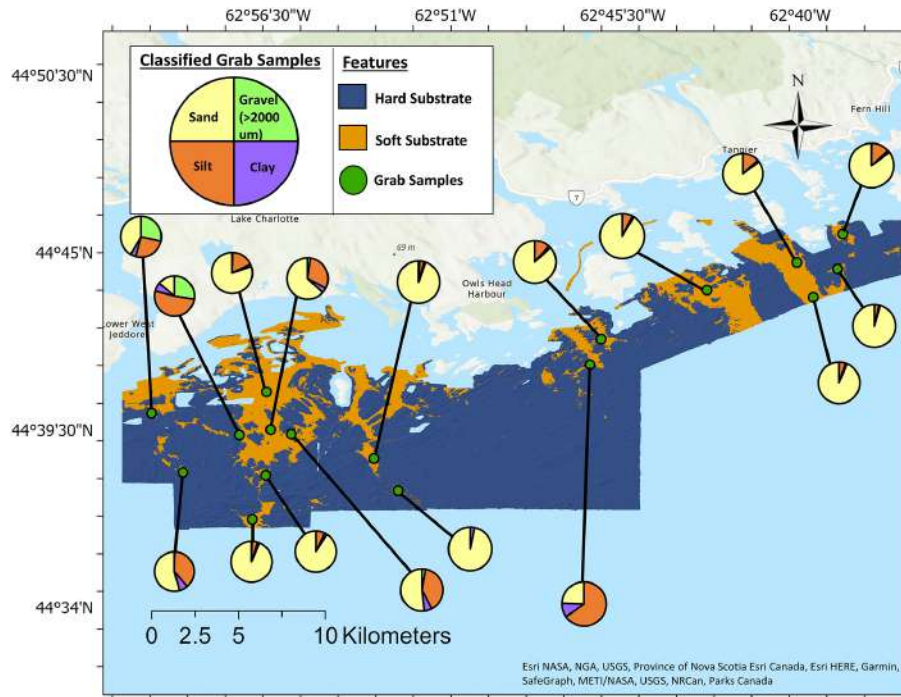 62°56'30"W 62°51'W 62°45'30"W 62°40'W
44°50'30"N
44°45'N
44°39'30"N
44°34'N
Classified Grab Samples
Sand
Gravel
(>2000
um)
Silt
Clay
Features
Hard Substrate
Soft Substrate
Grab Samples
N
Fern Hill
Tangier
7
Lake Charlotte
69 m
Owls Head
Harbour
ower West
Jeddore
0 2.5 5 10 Kilometers
Esri NASA, NGA, USGS, Province of Nova Scotia Esri Canada, Esri HERE, Garmin,
SafeGraph, METI/NASA, USGS, NRCan, Parks Canada